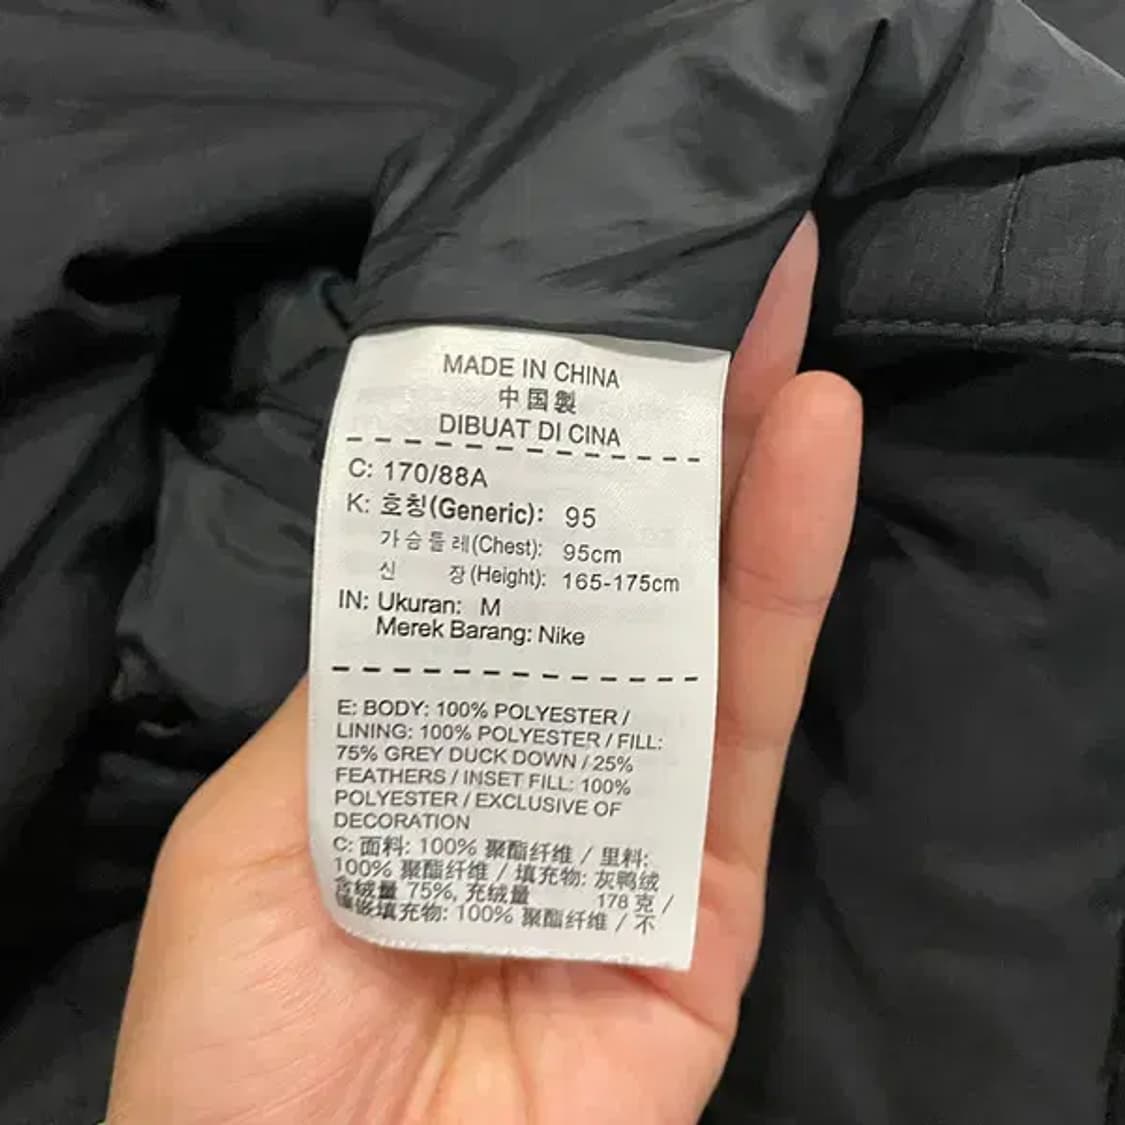 MADE IN CHINA
中国製
DIBUAT DI CINA
C: 170/88A
K: 호칭(Generic): 95
가슴둘레(Chest): 95cm
신 장(Height): 165-175cm
IN: Ukuran: M
Merek Barang: Nike
E: BODY: 100% POLYESTER /
LINING: 100% POLYESTER / FILL:
75% GREY DUCK DOWN / 25%
FEATHERS / INSET FILL: 100%
POLYESTER / EXCLUSIVE OF
DECORATION
C: 面料: 100% 聚酯纤维 / 里料:
100% 聚酯纤维 / 填充物: 灰鸭绒
含绒量 75%, 充绒量 178 克 /
镶嵌填充物: 100% 聚酯纤维 / 不